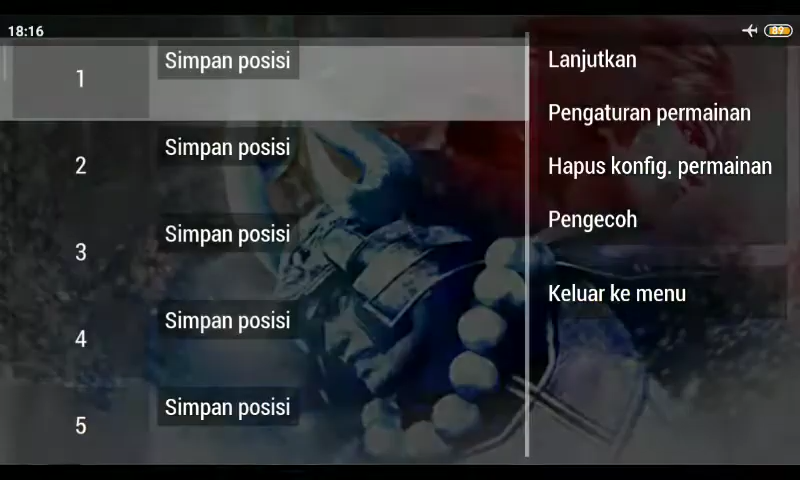 18:16
89
1
Simpan posisi
2
Simpan posisi
3
Simpan posisi
4
Simpan posisi
5
Simpan posisi
Lanjutkan
Pengaturan permainan
Hapus konfig. permainan
Pengecoh
Keluar ke menu